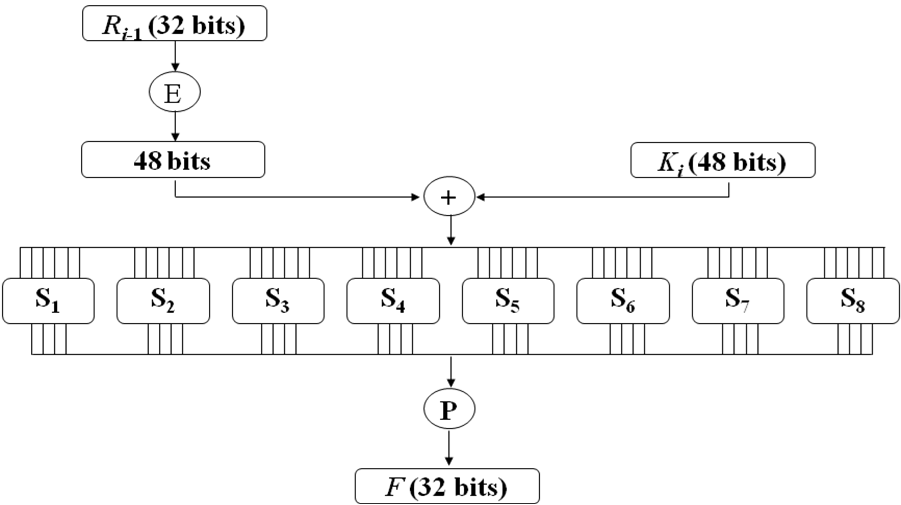 Ri-1 (32 bits)
E
48 bits
Ki (48 bits)
+
S1 S2 S3 S4 S5 S6 S7 S8
P
F (32 bits)